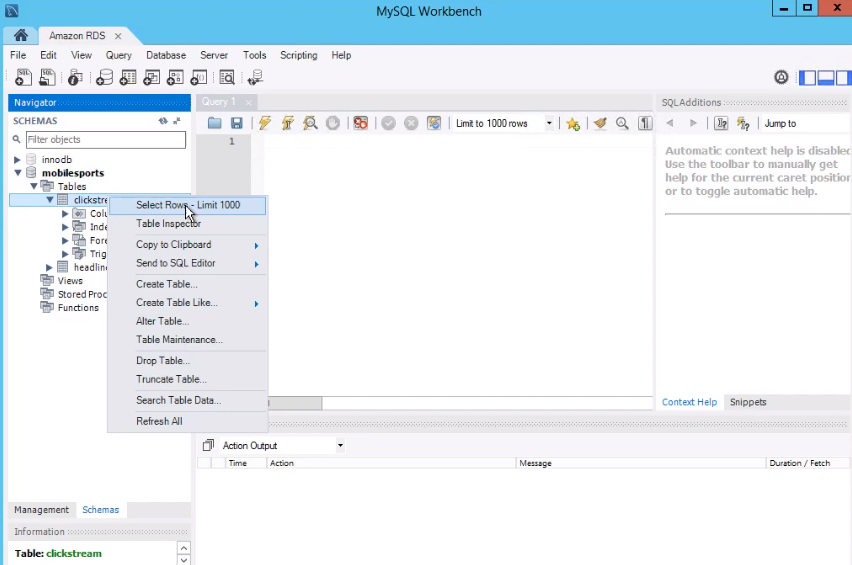 MySQL Workbench
Amazon RDS
File Edit View Query Database Server Tools Scripting Help
Navigator
SCHEMAS
Filter objects
innodb
mobilesports
Tables
clickstre
Colu
Inde
Fore
Trig
headline
Views
Stored Proc
Functions
Select Rows - Limit 1000
Table Inspector
Copy to Clipboard
Send to SQL Editor
Create Table...
Create Table Like...
Alter Table...
Table Maintenance...
Drop Table...
Truncate Table...
Search Table Data...
Refresh All
Management Schemas
Information
Table: clickstream
Query 1
Limit to 1000 rows
1
SQLAdditions
Jump to
Automatic context help is disabled
Use the toolbar to manually get
help for the current caret position
or to toggle automatic help.
Context Help Snippets
Action Output
Time Action Message Duration / Fetch